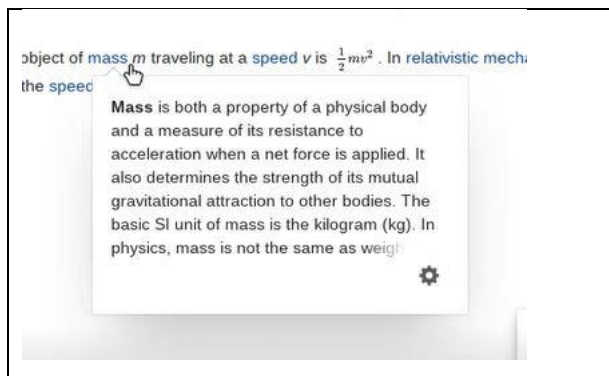 object of mass m traveling at a speed v is ½mv². In relativistic mech
the speed
Mass is both a property of a physical body
and a measure of its resistance to
acceleration when a net force is applied. It
also determines the strength of its mutual
gravitational attraction to other bodies. The
basic SI unit of mass is the kilogram (kg). In
physics, mass is not the same as weigh